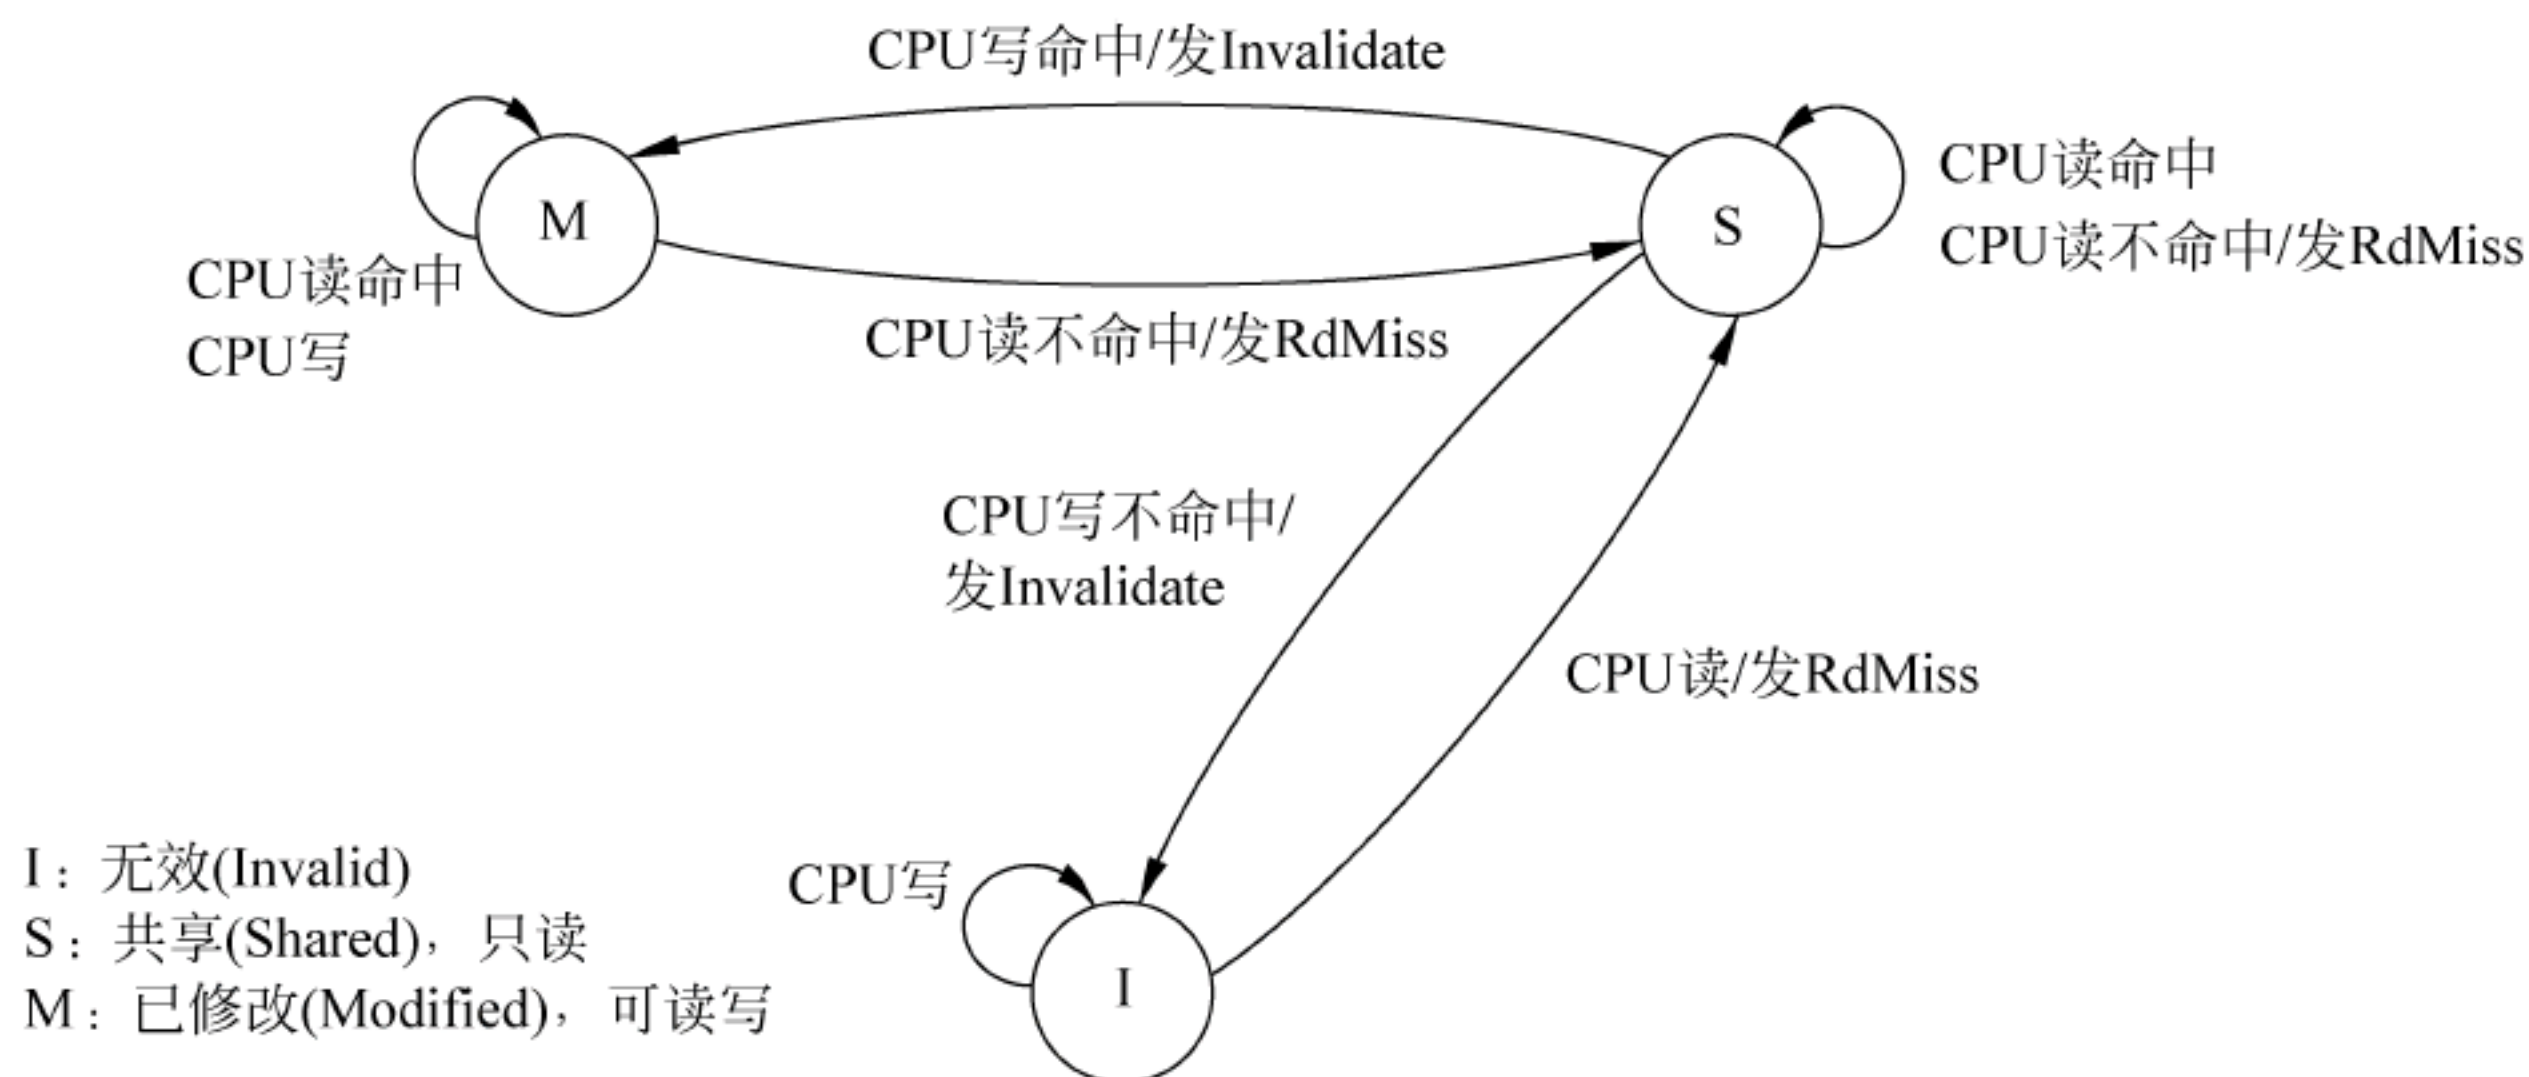 CPU写命中/发Invalidate
M
S
CPU读命中
CPU读不命中/发RdMiss
CPU读命中
CPU写
CPU读不命中/发RdMiss
CPU写不命中/
发Invalidate
CPU读/发RdMiss
CPU写
I
I：无效(Invalid)
S：共享(Shared)，只读
M：已修改(Modified)，可读写